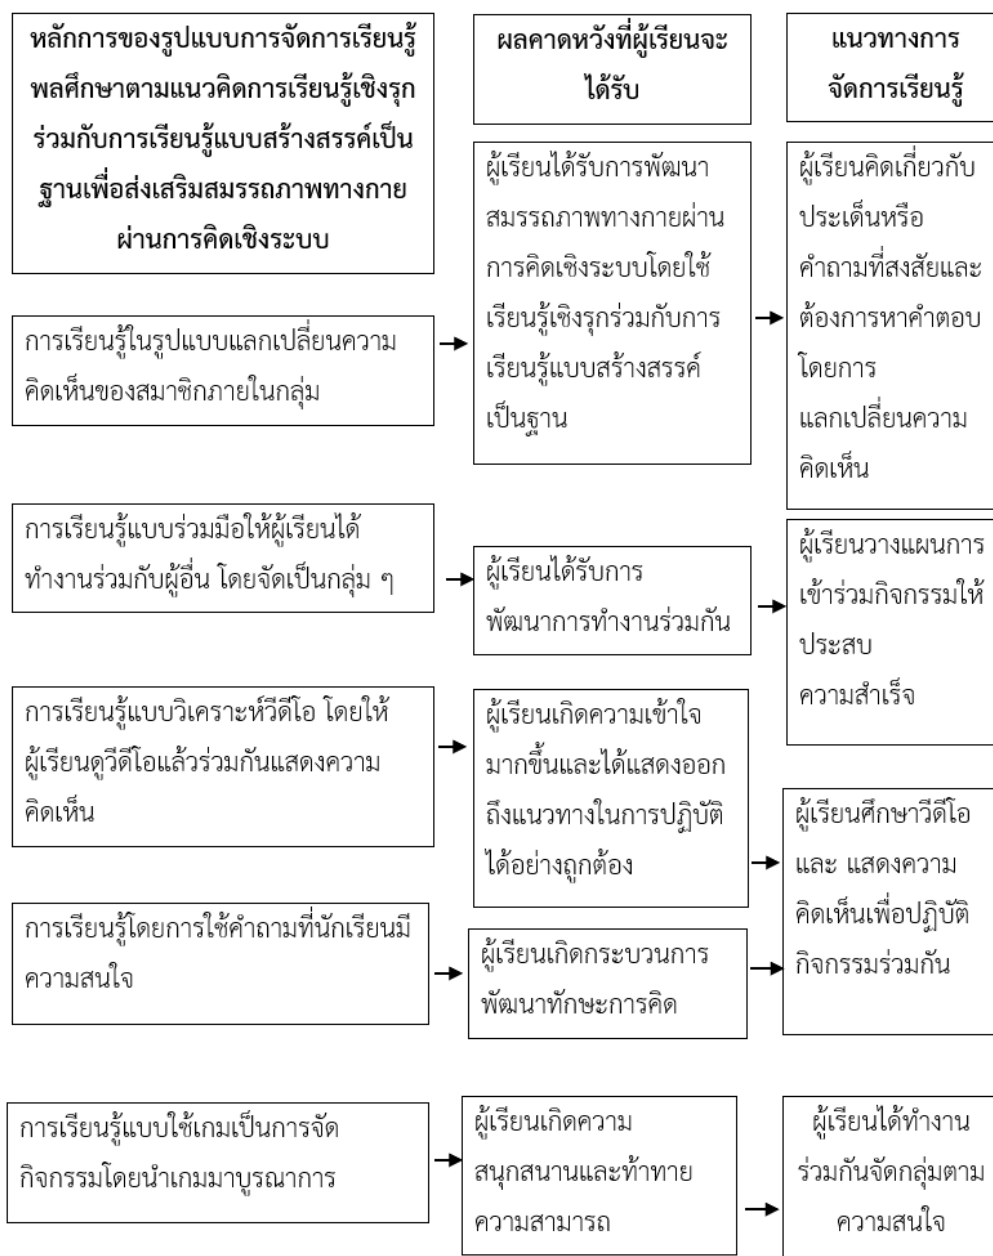 หลักการของรูปแบบการจัดการเรียนรู้
พลศึกษาตามแนวคิดการเรียนรู้เชิงรุก
ร่วมกับการเรียนรู้แบบสร้างสรรค์เป็น
ฐานเพื่อส่งเสริมสมรรถภาพทางกาย
ผ่านการคิดเชิงระบบ
ผลคาดหวังที่ผู้เรียนจะ
ได้รับ
แนวทางการ
จัดการเรียนรู้
การเรียนรู้ในรูปแบบแลกเปลี่ยนความ
คิดเห็นของสมาชิกภายในกลุ่ม
ผู้เรียนได้รับการพัฒนา
สมรรถภาพทางกายผ่าน
การคิดเชิงระบบโดยใช้
เรียนรู้เชิงรุกร่วมกับการ
เรียนรู้แบบสร้างสรรค์
เป็นฐาน
ผู้เรียนคิดเกี่ยวกับ
ประเด็นหรือ
คำถามที่สงสัยและ
ต้องการหาคำตอบ
โดยการ
แลกเปลี่ยนความ
คิดเห็น
การเรียนรู้แบบร่วมมือให้ผู้เรียนได้
ทำงานร่วมกับผู้อื่น โดยจัดเป็นกลุ่ม ๆ
ผู้เรียนได้รับการ
พัฒนาการทำงานร่วมกัน
ผู้เรียนวางแผนการ
เข้าร่วมกิจกรรมให้
ประสบ
ความสำเร็จ
การเรียนรู้แบบวิเคราะห์วีดีโอ โดยให้
ผู้เรียนดูวีดีโอแล้วร่วมกันแสดงความ
คิดเห็น
ผู้เรียนเกิดความเข้าใจ
มากขึ้นและได้แสดงออก
ถึงแนวทางในการปฏิบัติ
ได้อย่างถูกต้อง
ผู้เรียนศึกษาวีดีโอ
และ แสดงความ
คิดเห็นเพื่อปฏิบัติ
กิจกรรมร่วมกัน
การเรียนรู้โดยการใช้คำถามที่นักเรียนมี
ความสนใจ
ผู้เรียนเกิดกระบวนการ
พัฒนาทักษะการคิด
การเรียนรู้แบบใช้เกมเป็นการจัด
กิจกรรมโดยนำเกมมาบูรณาการ
ผู้เรียนเกิดความ
สนุกสนานและท้าทาย
ความสามารถ
ผู้เรียนได้ทำงาน
ร่วมกันจัดกลุ่มตาม
ความสนใจ